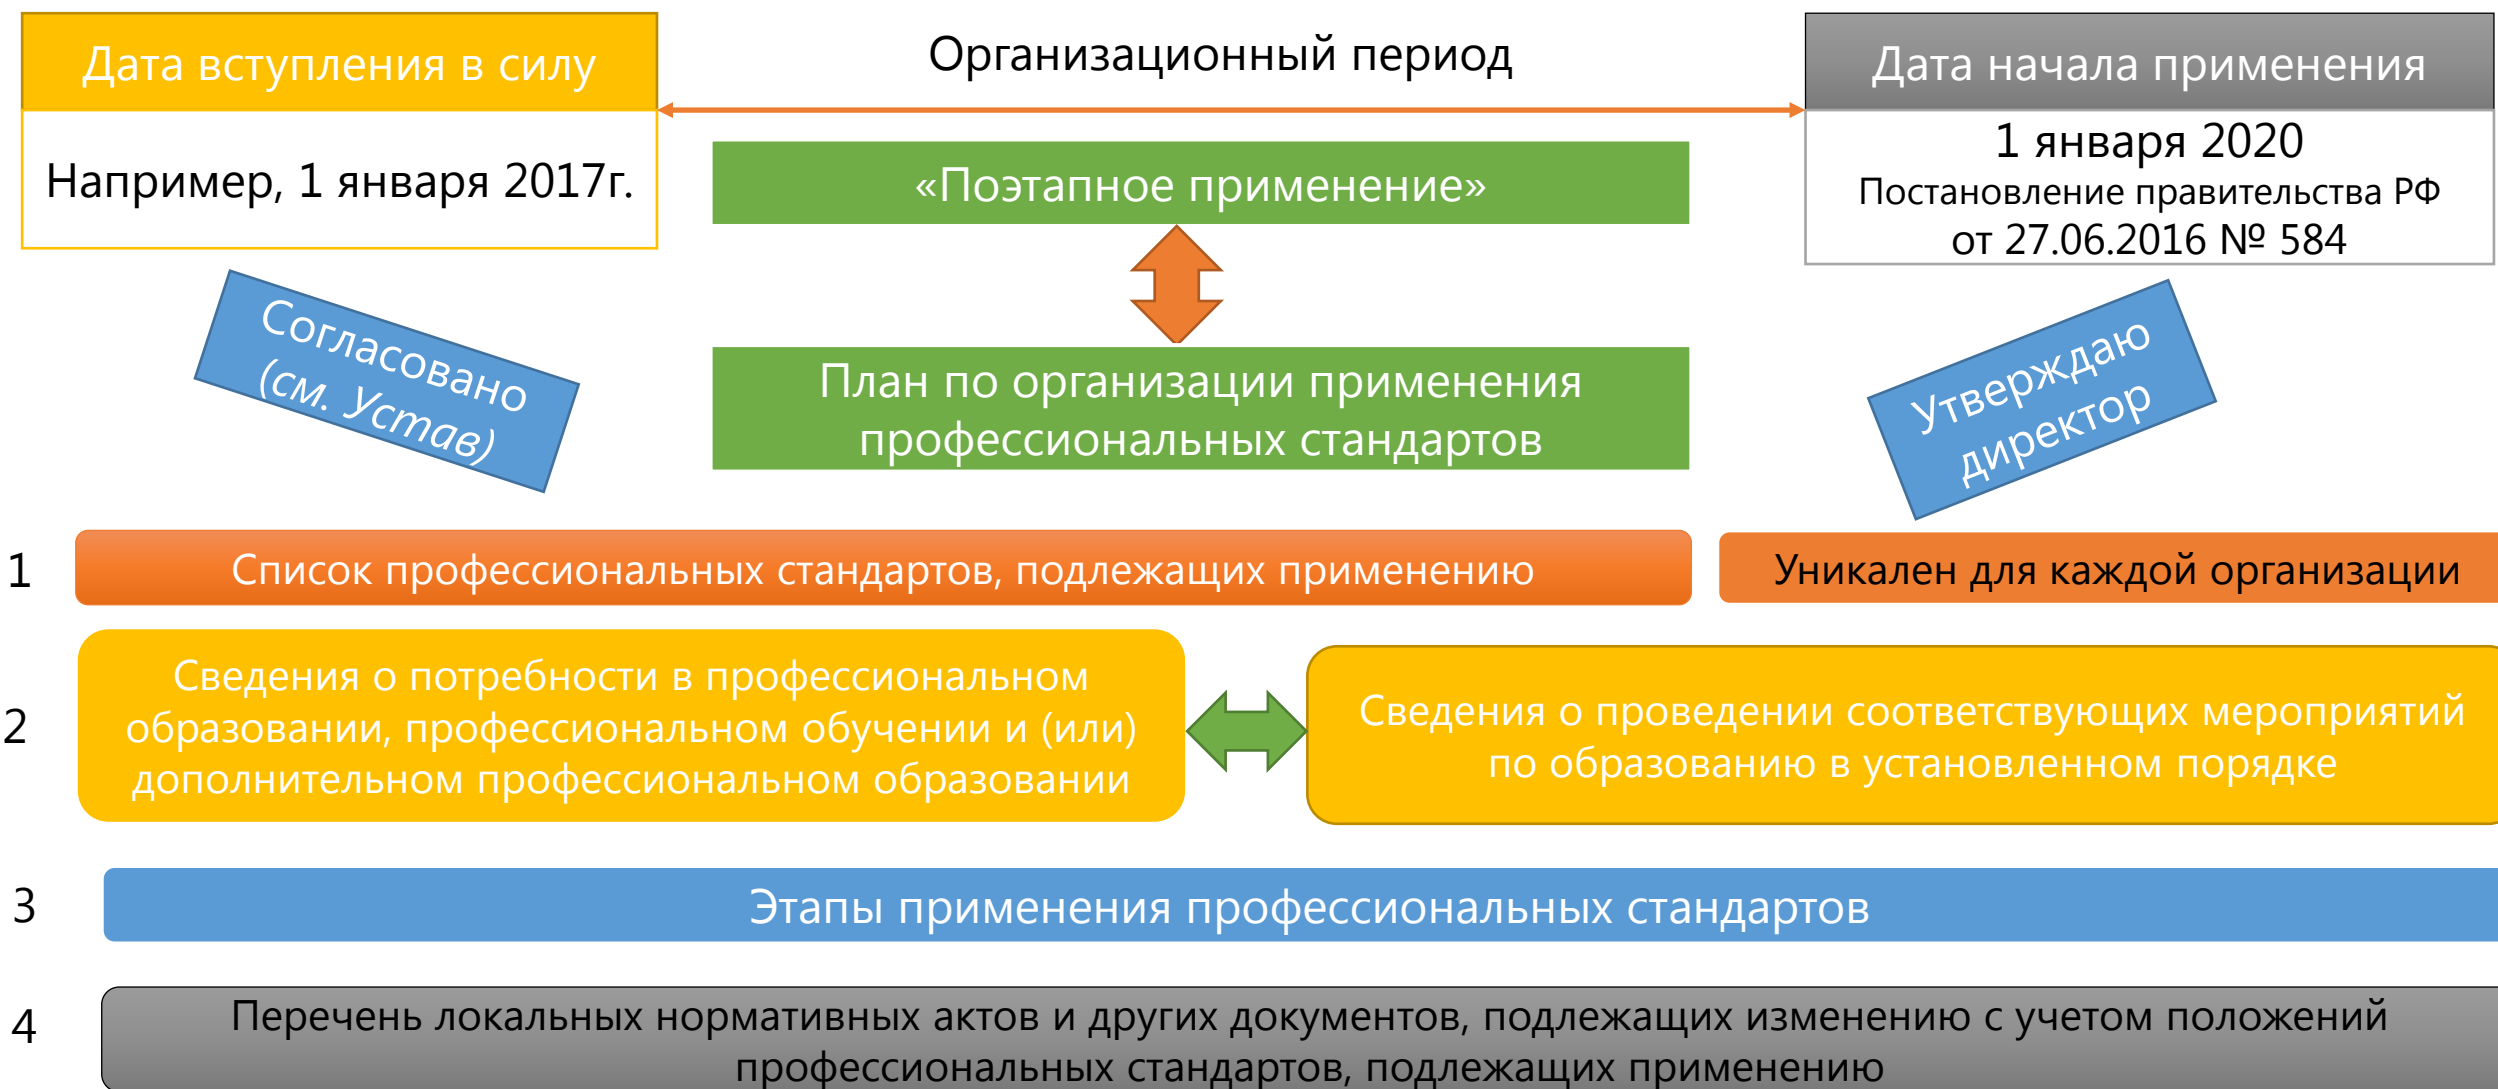 Дата вступления в силу
Например, 1 января 2017г.
Организационный период
Дата начала применения
1 января 2020
Постановление правительства РФ
от 27.06.2016 № 584
«Поэтапное применение»
Согласовано
(см. Устав)
План по организации применения
профессиональных стандартов
Утверждаю
директор
1
Список профессиональных стандартов, подлежащих применению
Уникален для каждой организации
2
Сведения о потребности в профессиональном
образовании, профессиональном обучении и (или)
дополнительном профессиональном образовании
Сведения о проведении соответствующих мероприятий
по образованию в установленном порядке
3
Этапы применения профессиональных стандартов
4
Перечень локальных нормативных актов и других документов, подлежащих изменению с учетом положений
профессиональных стандартов, подлежащих применению